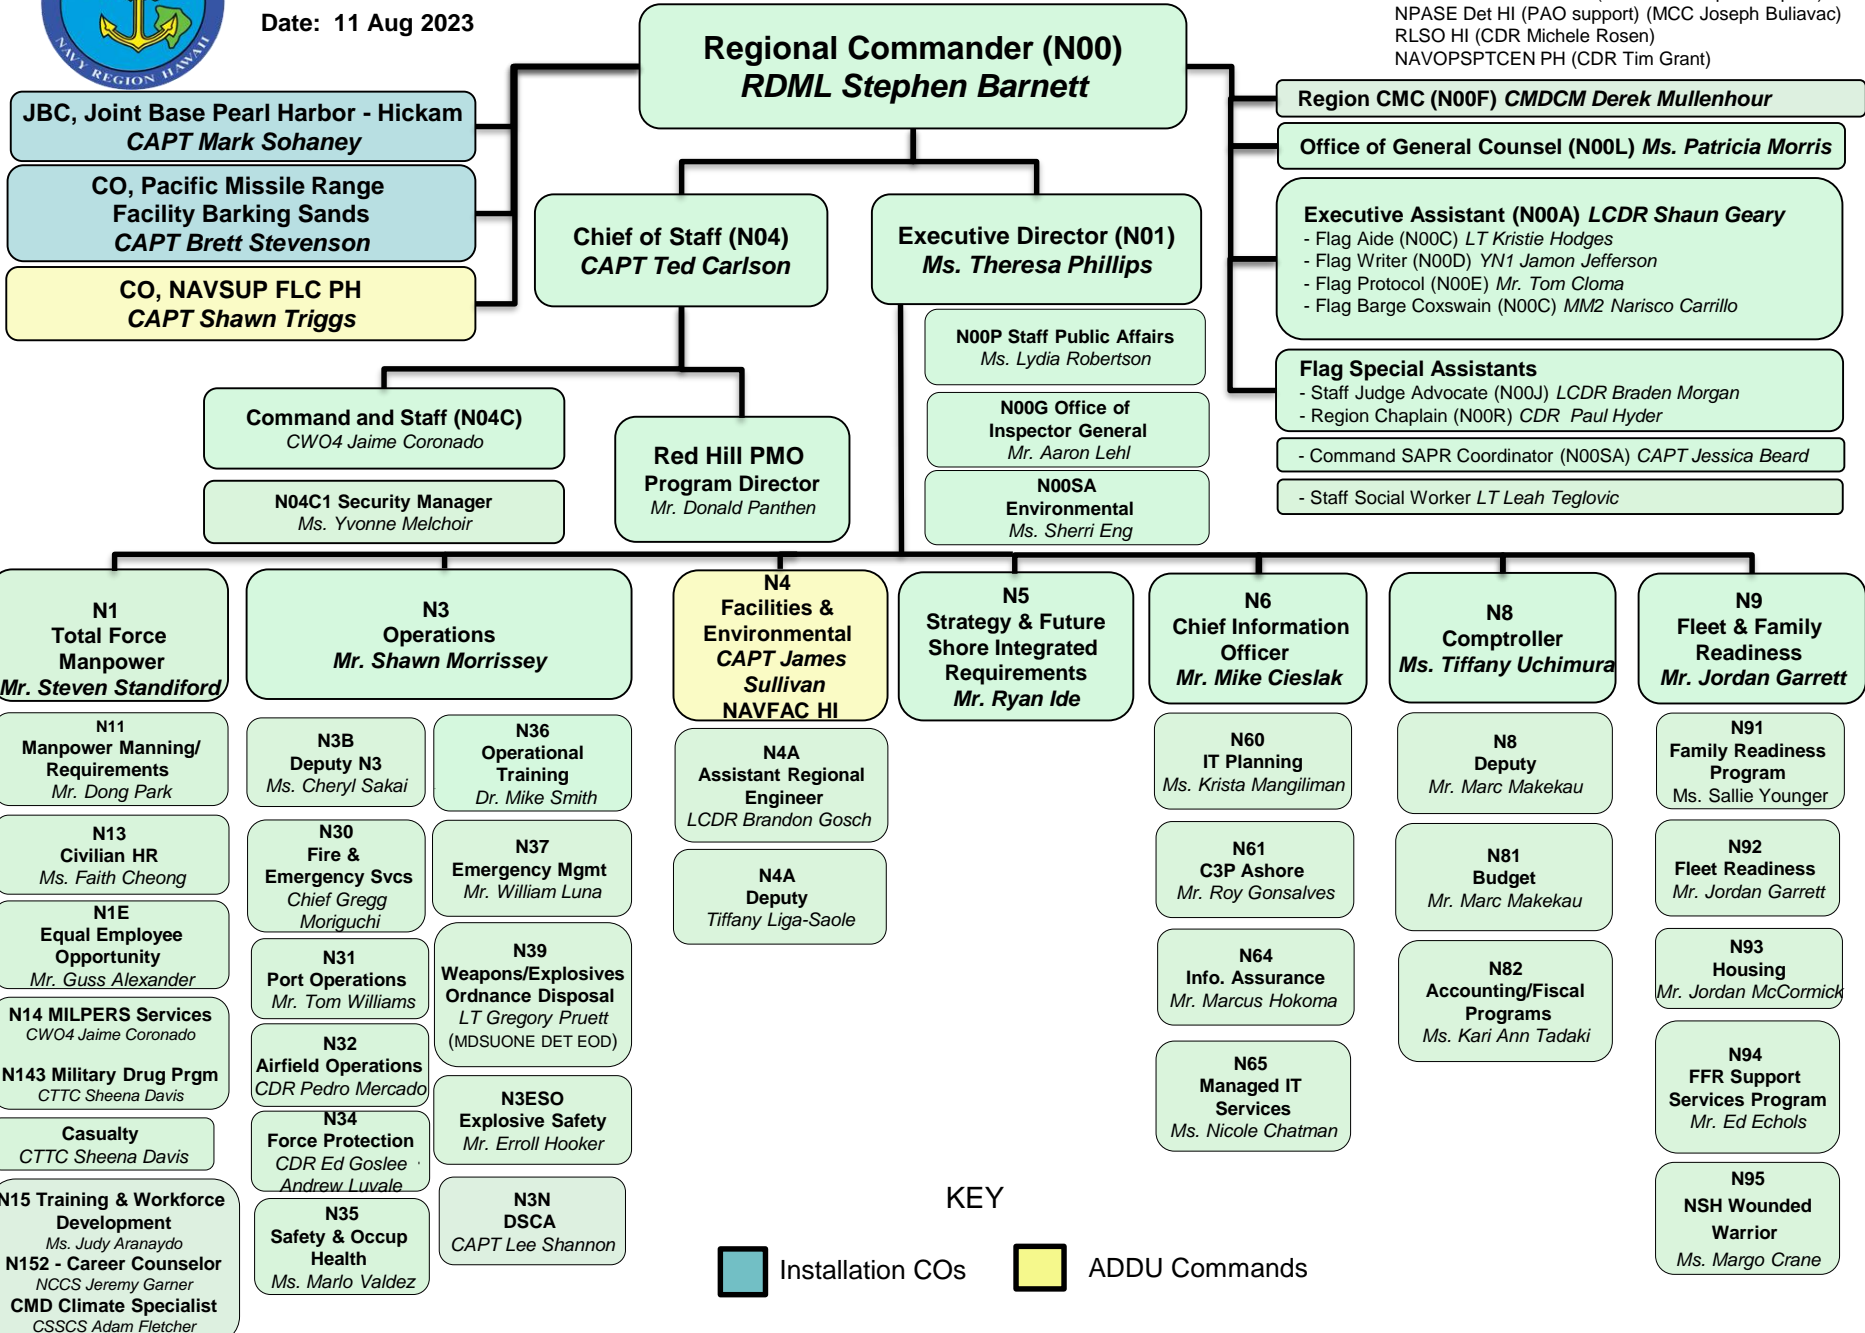 NAVY REGION HAWAII
Date: 11 Aug 2023
NPASE Det HI (PAO support) (MCC Joseph Buliavac)
RLSO HI (CDR Michele Rosen)
NAVOPSPTCEN PH (CDR Tim Grant)
Regional Commander (N00)
RDML Stephen Barnett
JBC, Joint Base Pearl Harbor - Hickam
CAPT Mark Sohaney
CO, Pacific Missile Range
Facility Barking Sands
CAPT Brett Stevenson
CO, NAVSUP FLC PH
CAPT Shawn Triggs
Region CMC (N00F) CMDCM Derek Mullenhour
Office of General Counsel (N00L) Ms. Patricia Morris
Executive Assistant (N00A) LCDR Shaun Geary
- Flag Aide (N00C) LT Kristie Hodges
- Flag Writer (N00D) YN1 Jamon Jefferson
- Flag Protocol (N00E) Mr. Tom Cloma
- Flag Barge Coxswain (N00C) MM2 Narisco Carrillo
Flag Special Assistants
- Staff Judge Advocate (N00J) LCDR Braden Morgan
- Region Chaplain (N00R) CDR Paul Hyder
- Command SAPR Coordinator (N00SA) CAPT Jessica Beard
- Staff Social Worker LT Leah Teglovic
Chief of Staff (N04)
CAPT Ted Carlson
Executive Director (N01)
Ms. Theresa Phillips
N00P Staff Public Affairs
Ms. Lydia Robertson
N00G Office of
Inspector General
Mr. Aaron Lehl
N00SA
Environmental
Ms. Sherri Eng
Command and Staff (N04C)
CWO4 Jaime Coronado
N04C1 Security Manager
Ms. Yvonne Melchoir
Red Hill PMO
Program Director
Mr. Donald Panthen
N1
Total Force
Manpower
Mr. Steven Standiford
N11
Manpower Manning/
Requirements
Mr. Dong Park
N13
Civilian HR
Ms. Faith Cheong
N1E
Equal Employee
Opportunity
Mr. Guss Alexander
N14 MILPERS Services
CWO4 Jaime Coronado
N143 Military Drug Prgm
CTTC Sheena Davis
Casualty
CTTC Sheena Davis
N15 Training & Workforce
Development
Ms. Judy Aranaydo
N152 - Career Counselor
NCCS Jeremy Garner
CMD Climate Specialist
CSSCS Adam Fletcher
N3
Operations
Mr. Shawn Morrissey
N3B
Deputy N3
Ms. Cheryl Sakai
N30
Fire &
Emergency Svcs
Chief Gregg
Moriguchi
N31
Port Operations
Mr. Tom Williams
N32
Airfield Operations
CDR Pedro Mercado
N34
Force Protection
CDR Ed Goslee
Andrew Luvale
N35
Safety & Occup
Health
Ms. Marlo Valdez
N36
Operational
Training
Dr. Mike Smith
N37
Emergency Mgmt
Mr. William Luna
N39
Weapons/Explosives
Ordnance Disposal
LT Gregory Pruett
(MDSUONE DET EOD)
N3ESO
Explosive Safety
Mr. Erroll Hooker
N3N
DSCA
CAPT Lee Shannon
N4
Facilities &
Environmental
CAPT James
Sullivan
NAVFAC HI
N4A
Assistant Regional
Engineer
LCDR Brandon Gosch
N4A
Deputy
Tiffany Liga-Saole
N5
Strategy & Future
Shore Integrated
Requirements
Mr. Ryan Ide
N6
Chief Information
Officer
Mr. Mike Cieslak
N60
IT Planning
Ms. Krista Mangiliman
N61
C3P Ashore
Mr. Roy Gonsalves
N64
Info. Assurance
Mr. Marcus Hokoma
N65
Managed IT
Services
Ms. Nicole Chatman
N8
Comptroller
Ms. Tiffany Uchimura
N8
Deputy
Mr. Marc Makekau
N81
Budget
Mr. Marc Makekau
N82
Accounting/Fiscal
Programs
Ms. Kari Ann Tadaki
N9
Fleet & Family
Readiness
Mr. Jordan Garrett
N91
Family Readiness
Program
Ms. Sallie Younger
N92
Fleet Readiness
Mr. Jordan Garrett
N93
Housing
Mr. Jordan McCormick
N94
FFR Support
Services Program
Mr. Ed Echols
N95
NSH Wounded
Warrior
Ms. Margo Crane
KEY
Installation COs
ADDU Commands